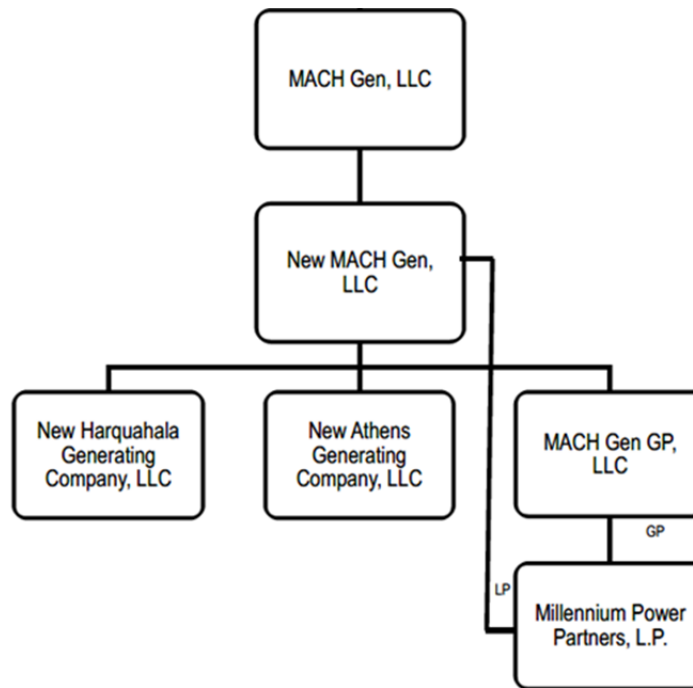 MACH Gen, LLC
New MACH Gen,
LLC
New Harquahala
Generating
Company, LLC
New Athens
Generating
Company, LLC
MACH Gen GP,
LLC
GP
LP
Millennium Power
Partners, L.P.